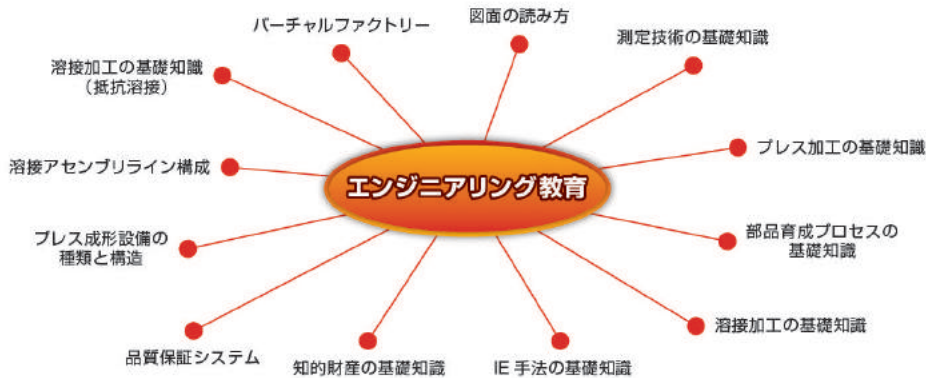 図面の読み方
バーチャルファクトリー
測定技術の基礎知識
溶接加工の基礎知識
（抵抗溶接）
プレス加工の基礎知識
溶接アセンブリライン構成
エンジニアリング教育
プレス成形設備の
種類と構造
部品育成プロセスの
基礎知識
溶接加工の基礎知識
品質保証システム
知的財産の基礎知識
IE 手法の基礎知識